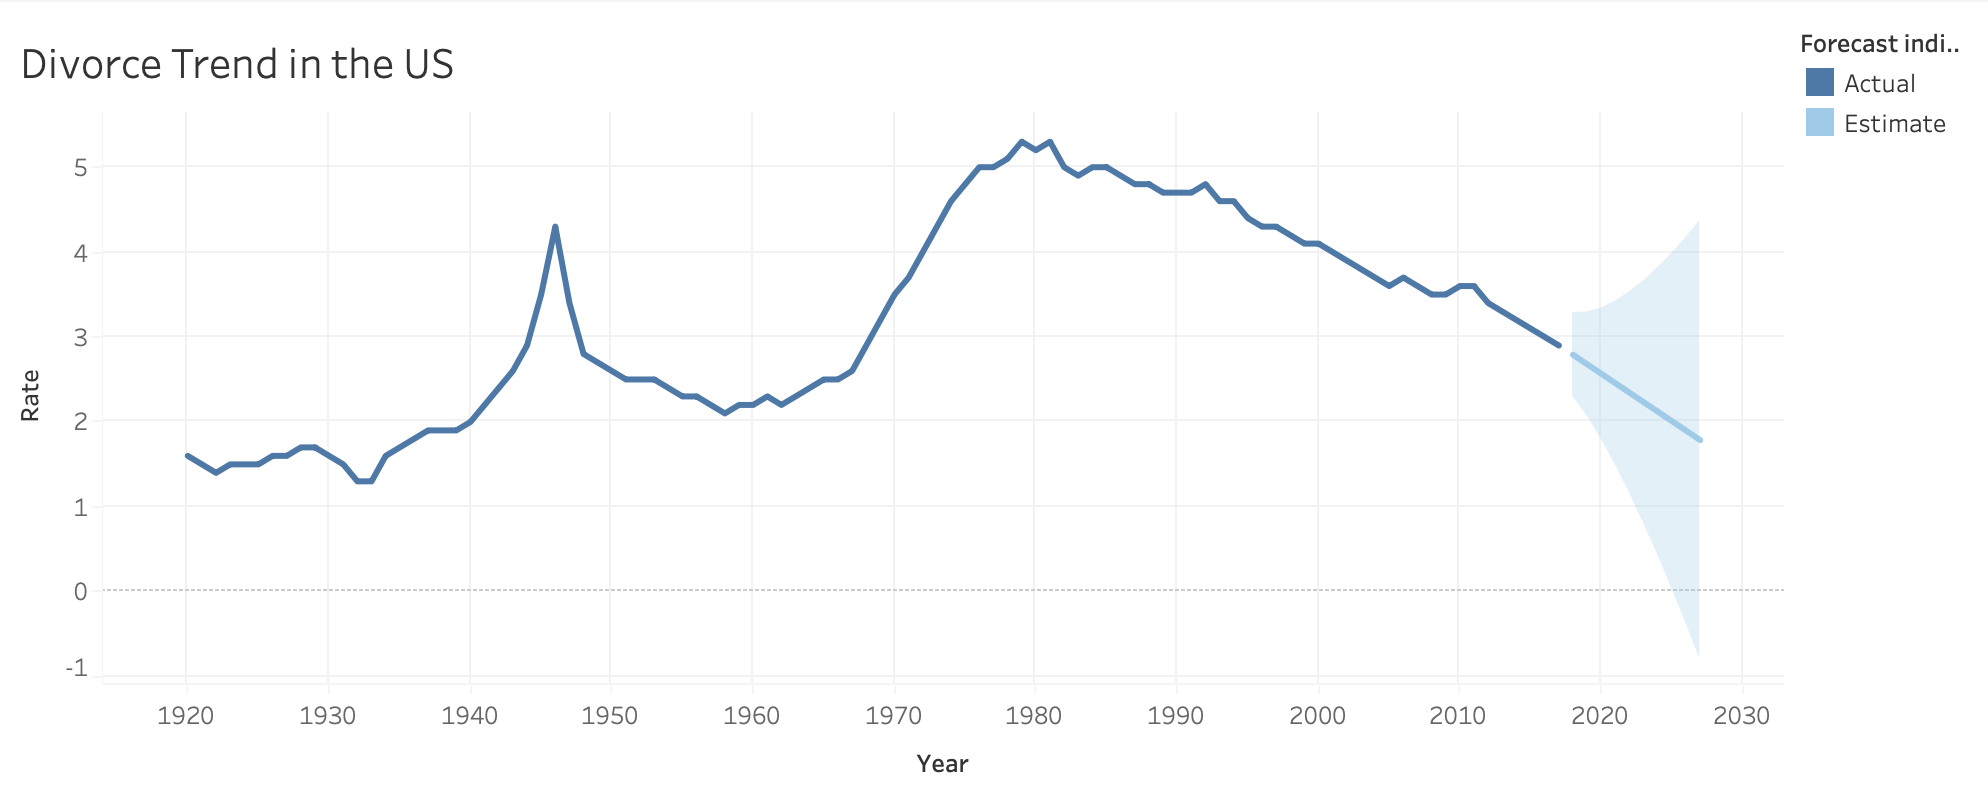 Divorce Trend in the US
Forecast indi..
Actual
Estimate
Rate
5
4
3
2
1
0
-1
1920 1930 1940 1950 1960 1970 1980 1990 2000 2010 2020 2030
Year